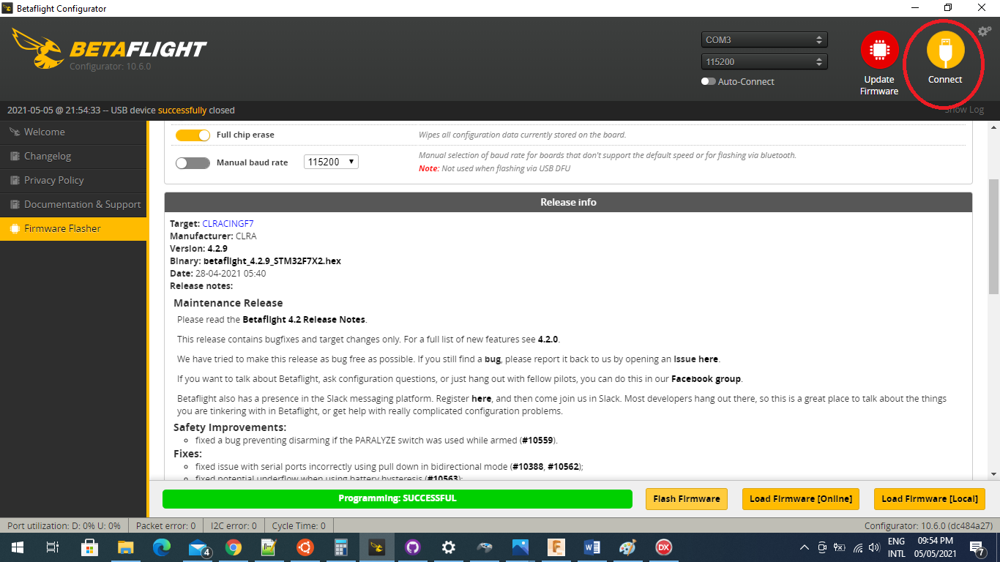 Betaflight Configurator
BETAFLIGHT
Configurator: 10.6.0
COM3
115200
Auto-Connect
Update
Firmware
Connect
2021-05-05 @ 21:54:33 -- USB device successfully closed
Show Log
Welcome
Changelog
Privacy Policy
Documentation & Support
Firmware Flasher
Full chip erase
Wipes all configuration data currently stored on the board.
Manual baud rate
115200
Manual selection of baud rate for boards that don't support the default speed or for flashing via bluetooth.
Note: Not used when flashing via USB DFU
Release info
Target: CLRACINGF7
Manufacturer: CLRA
Version: 4.2.9
Binary: betaflight_4.2.9_STM32F7X2.hex
Date: 28-04-2021 05:40
Release notes:
Maintenance Release
Please read the Betaflight 4.2 Release Notes.
This release contains bugfixes and target changes only. For a full list of new features see 4.2.0.
We have tried to make this release as bug free as possible. If you still find a bug, please report it back to us by opening an issue here.
If you want to talk about Betaflight, ask configuration questions, or just hang out with fellow pilots, you can do this in our Facebook group.
Betaflight also has a presence in the Slack messaging platform. Register here, and then come join us in Slack. Most developers hang out there, so this is a great place to talk about the things
you are tinkering with in Betaflight, or get help with really complicated configuration problems.
Safety Improvements:
fixed a bug preventing disarming if the PARALYZE switch was used while armed (#10559).
Fixes:
fixed issue with serial ports incorrectly using pull down in bidirectional mode (#10388, #10562);
fixed potential underflow when using battery hysteresis (#10563);
Programming: SUCCESSFUL
Flash Firmware
Load Firmware [Online]
Load Firmware [Local]
Port utilization: D: 0% U: 0%
Packet error: 0
I2C error: 0
Cycle Time: 0
Configurator: 10.6.0 (dc484a27)
4
DX
ENG
INTL
09:54 PM
05/05/2021
7